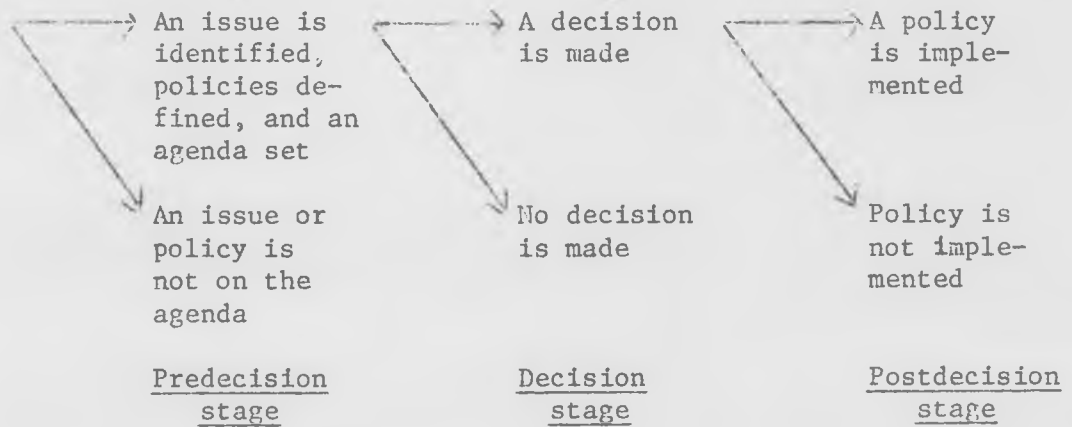 An issue is
identified,
policies de-
fined, and an
agenda set
A decision
is made
A policy
is imple-
mented
An issue or
policy is
not on the
agenda
No decision
is made
Policy is
not imple-
mented
Predecision
stage
Decision
stage
Postdecision
stage